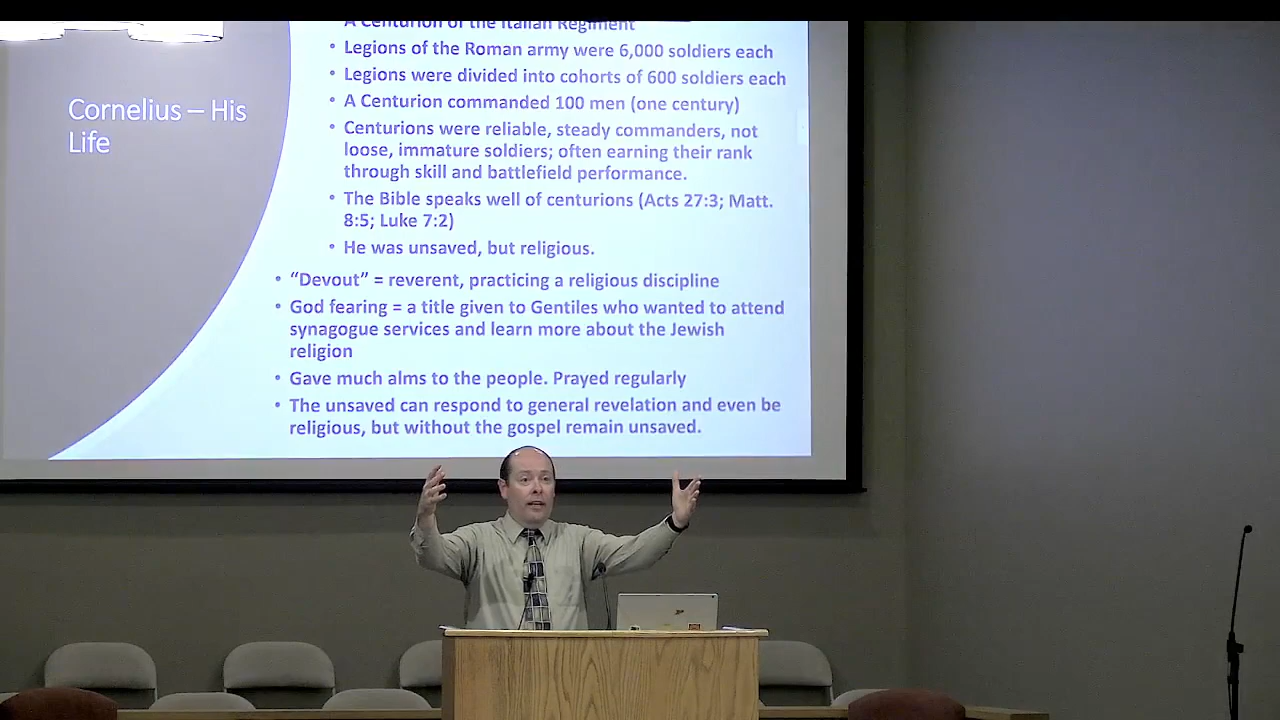 Cornelius – His
Life
A Centurion of the Italian Regiment
• Legions of the Roman army were 6,000 soldiers each
• Legions were divided into cohorts of 600 soldiers each
• A Centurion commanded 100 men (one century)
• Centurions were reliable, steady commanders, not
loose, immature soldiers; often earning their rank
through skill and battlefield performance.
• The Bible speaks well of centurions (Acts 27:3; Matt.
8:5; Luke 7:2)
• He was unsaved, but religious.
• “Devout” = reverent, practicing a religious discipline
• God fearing = a title given to Gentiles who wanted to attend
synagogue services and learn more about the Jewish
religion
• Gave much alms to the people. Prayed regularly
• The unsaved can respond to general revelation and even be
religious, but without the gospel remain unsaved.